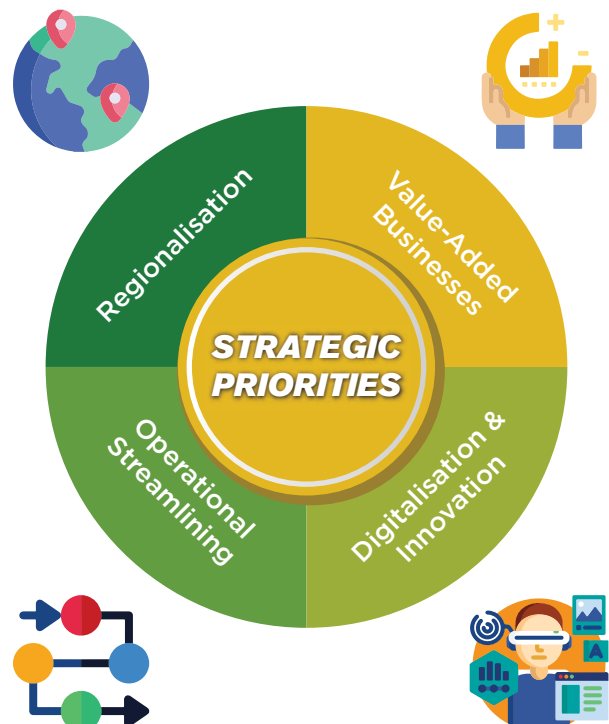 Regionalisation
Value-Added
Businesses
STRATEGIC
PRIORITIES
Operational
Streamlining
Digitalisation &
Innovation
A